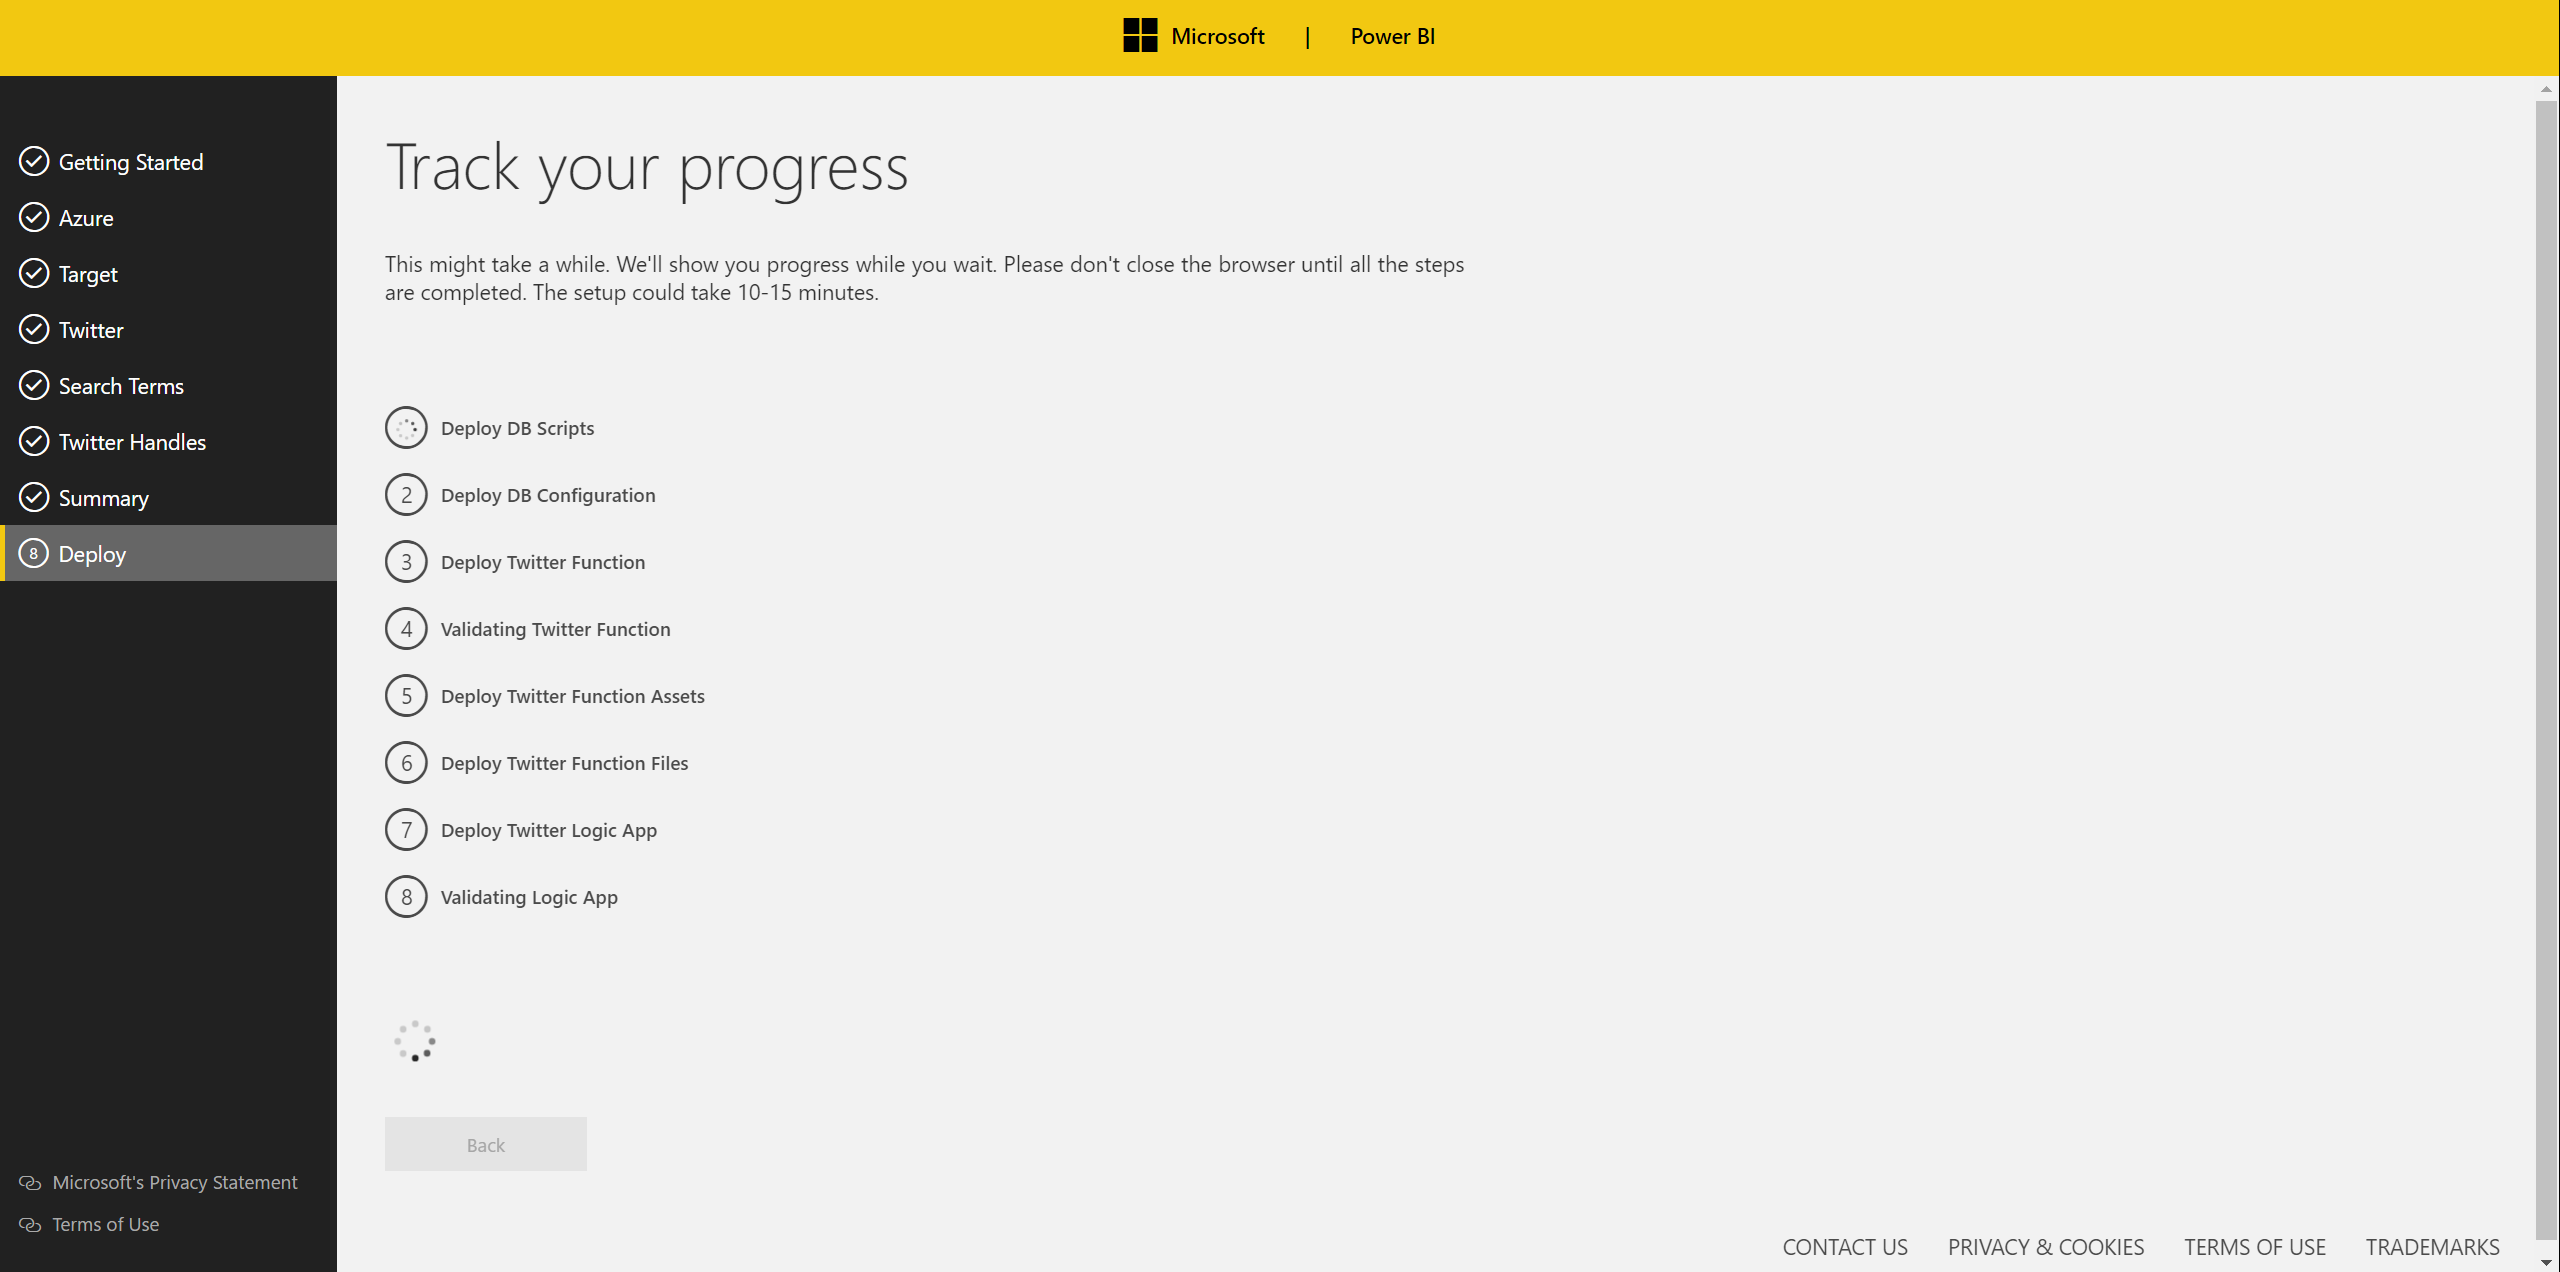 Microsoft | Power BI
Getting Started
Azure
Target
Twitter
Search Terms
Twitter Handles
Summary
8 Deploy
Microsoft's Privacy Statement
Terms of Use
Track your progress
This might take a while. We'll show you progress while you wait. Please don't close the browser until all the steps
are completed. The setup could take 10-15 minutes.
Deploy DB Scripts
2 Deploy DB Configuration
3 Deploy Twitter Function
4 Validating Twitter Function
5 Deploy Twitter Function Assets
6 Deploy Twitter Function Files
7 Deploy Twitter Logic App
8 Validating Logic App
Back
CONTACT US PRIVACY & COOKIES TERMS OF USE TRADEMARKS